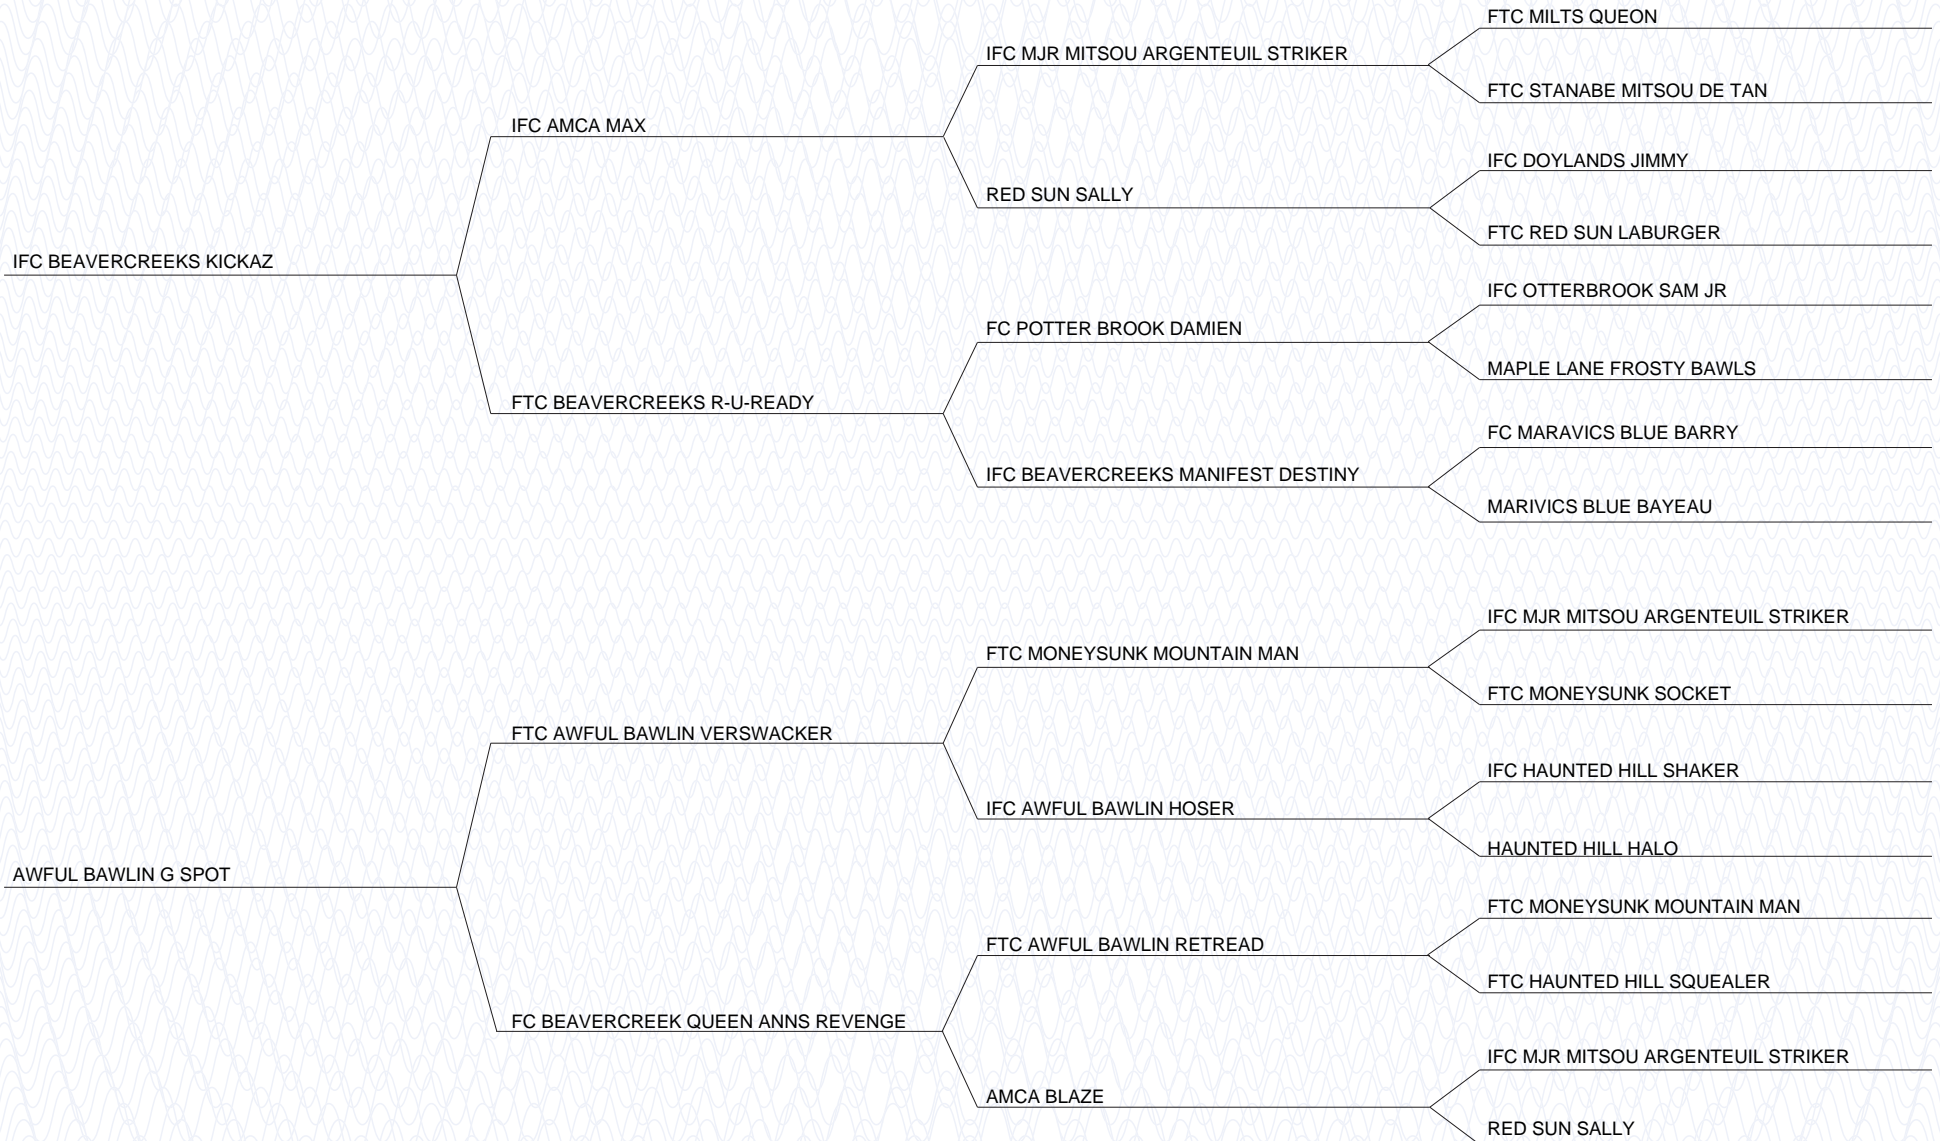 FTC MILTS QUEON
IFC MJR MITSOU ARGENTEUIL STRIKER
FTC STANABE MITSOU DE TAN
IFC AMCA MAX
IFC DOYLANDS JIMMY
RED SUN SALLY
FTC RED SUN LABURGER
IFC BEAVERCREEKS KICKAZ
IFC OTTERBROOK SAM JR
FC POTTER BROOK DAMIEN
MAPLE LANE FROSTY BAWLS
FTC BEAVERCREEKS R-U-READY
FC MARAVICS BLUE BARRY
IFC BEAVERCREEKS MANIFEST DESTINY
MARIVICS BLUE BAYEAU
IFC MJR MITSOU ARGENTEUIL STRIKER
FTC MONEYSUNK MOUNTAIN MAN
FTC MONEYSUNK SOCKET
FTC AWFUL BAWLIN VERSWACKER
IFC HAUNTED HILL SHAKER
IFC AWFUL BAWLIN HOSER
HAUNTED HILL HALO
AWFUL BAWLIN G SPOT
FTC MONEYSUNK MOUNTAIN MAN
FTC AWFUL BAWLIN RETREAD
FTC HAUNTED HILL SQUEALER
FC BEAVERCREEK QUEEN ANNS REVENGE
IFC MJR MITSOU ARGENTEUIL STRIKER
AMCA BLAZE
RED SUN SALLY